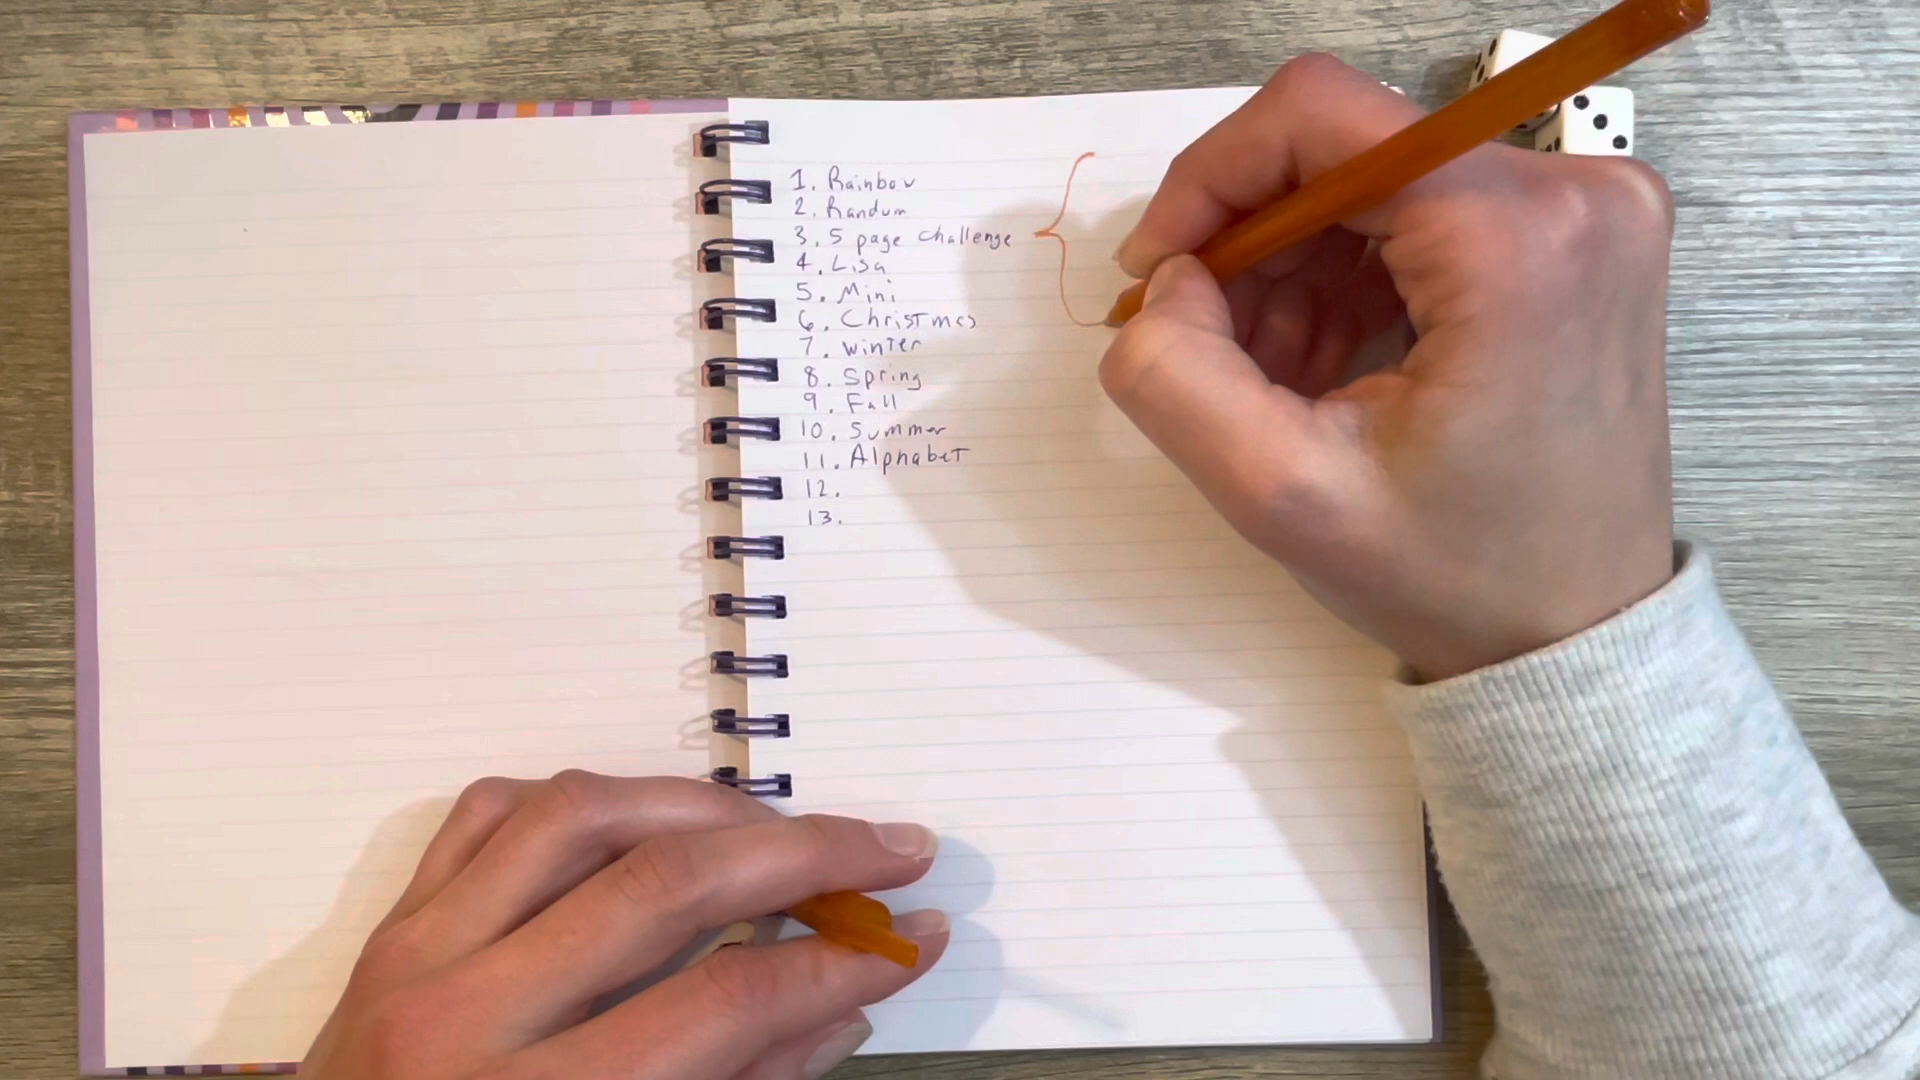 1. Rainbow
2. Random
3. 5 page challenge
4. Lisa
5. Mini
6. Christmas
7. Winter
8. Spring
9. Fall
10. Summer
11. Alphabet
12.
13.